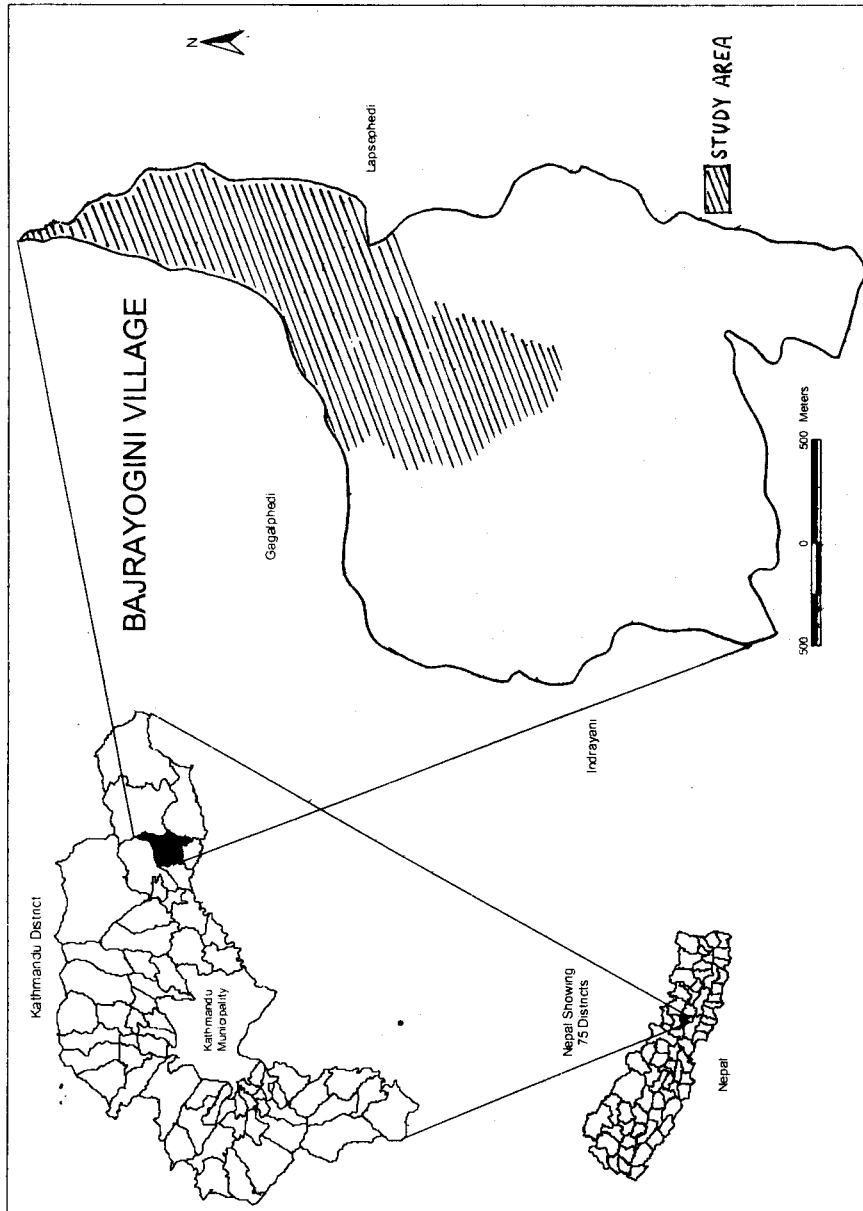 Kathmandu District
Kathmandu
Municipality
Nepal Showing
75 Districts
Nepal
BAJRAYOGINI VILLAGE
N
Gagalphedi
Lapsephedi
Indrayani
500 0 500 Meters
STUDY AREA